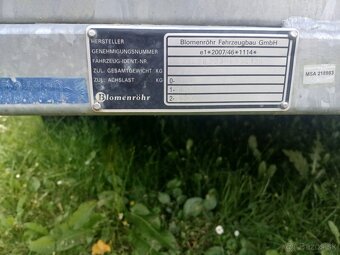 HERSTELLER Blomenröhr Fahrzeugbau GmbH
GENEHMIGUNGSNUMMER e1*2007/46*1114*
FAHRZEUG-IDENT.-NR.
ZUL. GESAMTGEWICHT KG
ZUL. ACHSLAST KG 0-
1-
2-
Blomenröhr
MSA 218983